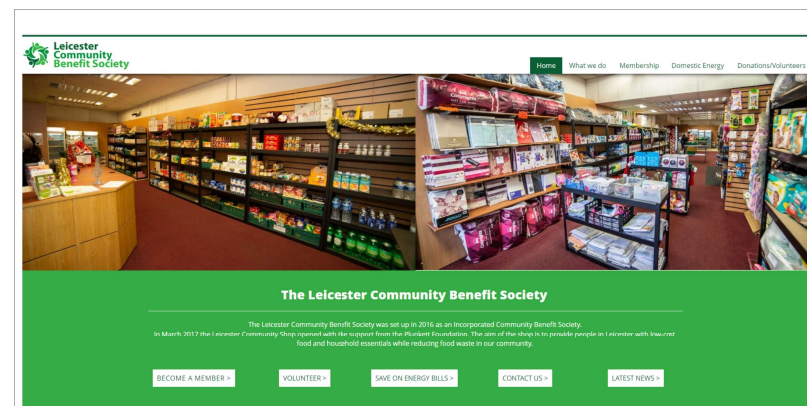 Leicester
Community
Benefit Society
Home What we do Membership Domestic Energy Donations/Volunteers
The Leicester Community Benefit Society
The Leicester Community Benefit Society was set up in 2016 as an Incorporated Community Benefit Society.
In March 2017 the Leicester Community Shop opened with the support from the Plunkett Foundation. The aim of the shop is to provide people in Leicester with low-cost
food and household essentials while reducing food waste in our community.
BECOME A MEMBER > VOLUNTEER > SAVE ON ENERGY BILLS > CONTACT US > LATEST NEWS >